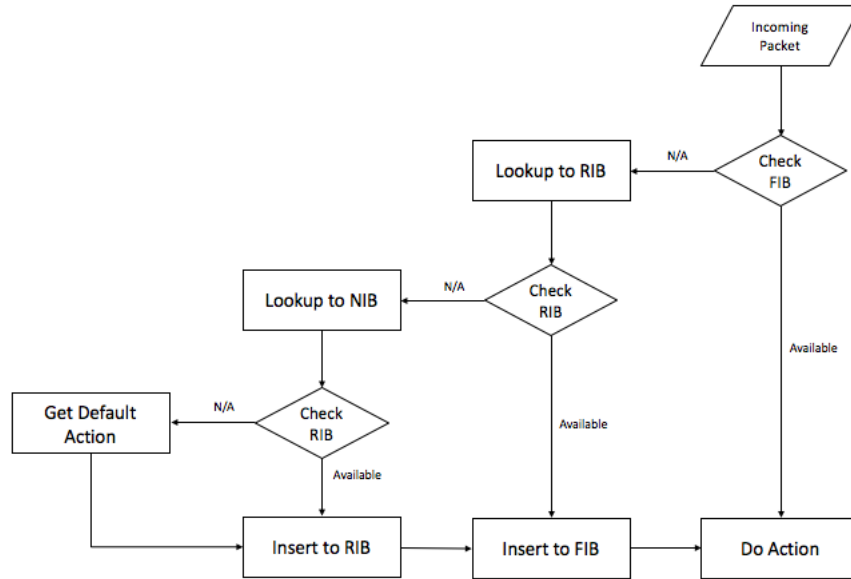 Incoming
Packet
N/A
Check
FIB
Lookup to RIB
N/A
Check
RIB
Lookup to NIB
Available
N/A
Check
RIB
Get Default
Action
Available
Available
Insert to RIB
Insert to FIB
Do Action